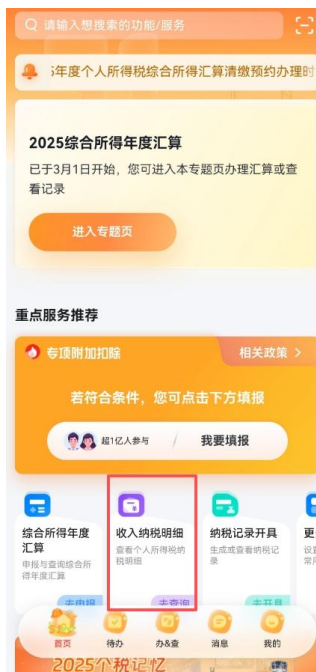 请输入想搜索的功能/服务
5年度个人所得税综合所得汇算清缴预约办理时
2025综合所得年度汇算
已于3月1日开始，您可进入本专题页办理汇算或查
看记录
进入专题页
重点服务推荐
专项附加扣除
相关政策 >
若符合条件，您可点击下方填报
超1亿人参与 / 我要填报
综合所得年度
汇算
申报与查询综合所
得年度汇算
去申报
收入纳税明细
查看个人所得税纳
税明细
去查询
纳税记录开具
生成或查看纳税记
录
去开具
更
设置
常用
首页
待办
办&查
消息
我的
2025个税记忆